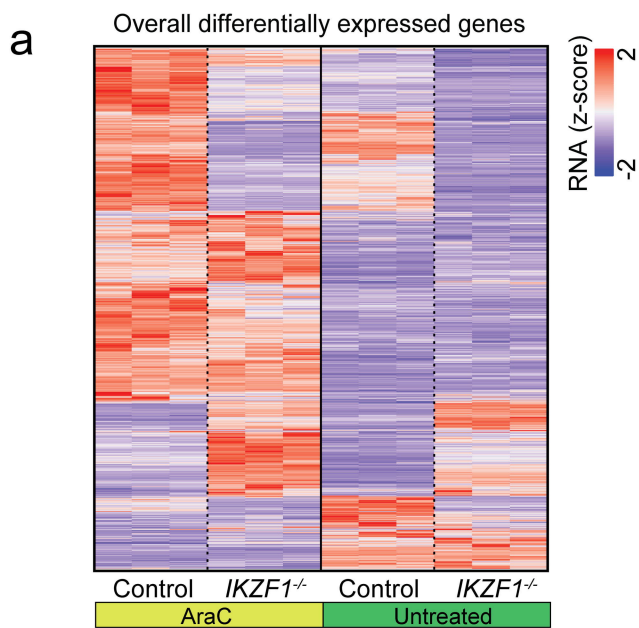 a
Overall differentially expressed genes
RNA (z-score)
2
-2
Control IKZF1-/- Control IKZF1-/-
AraC Untreated